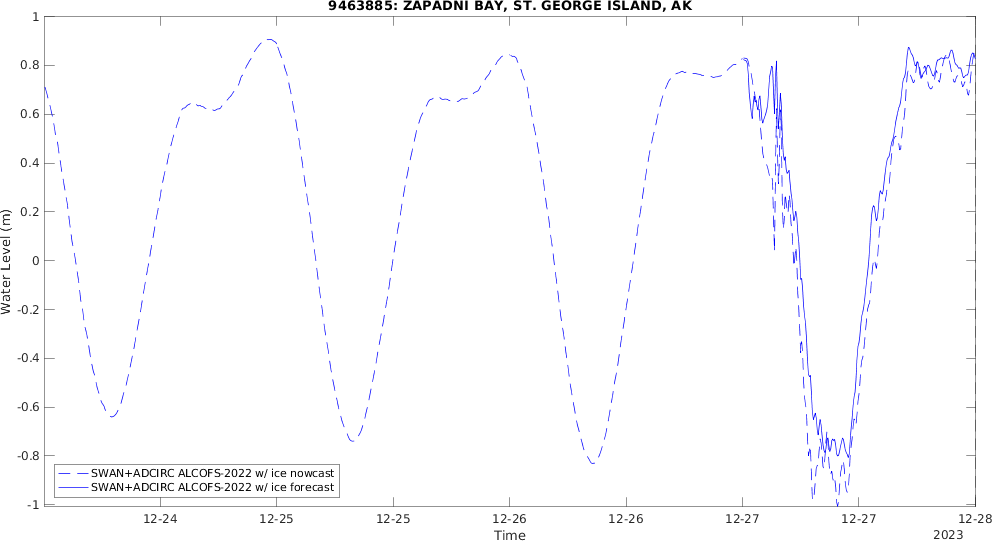 9463885: ZAPADNI BAY, ST. GEORGE ISLAND, AK
1
0.8
0.6
0.4
0.2
0
-0.2
-0.4
-0.6
-0.8
-1
Water Level (m)
SWAN+ADCIRC ALCOFS-2022 w/ ice nowcast
SWAN+ADCIRC ALCOFS-2022 w/ ice forecast
12-24 12-25 12-25 12-26 12-26 12-27 12-27 12-28
Time
2023